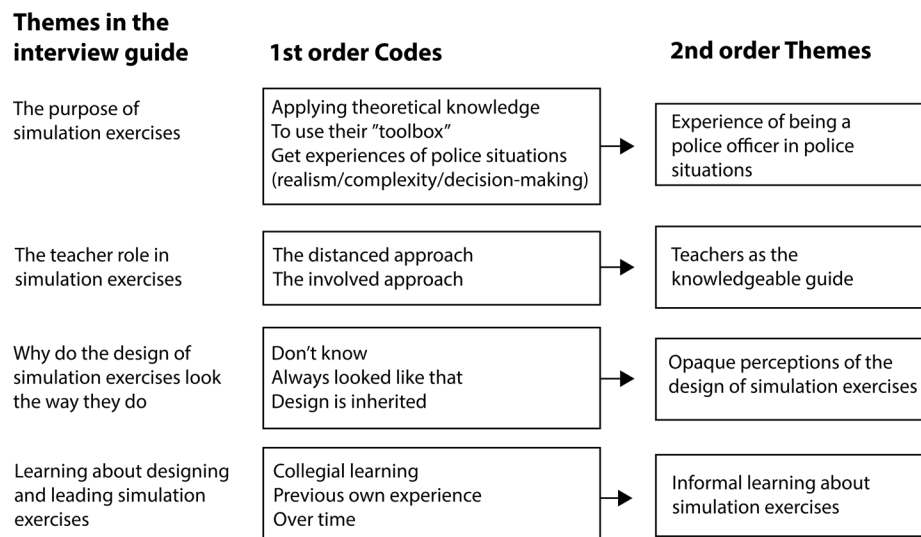 Themes in the
interview guide
1st order Codes
2nd order Themes
The purpose of
simulation exercises
Applying theoretical knowledge
To use their ”toolbox”
Get experiences of police situations
(realism/complexity/decision-making)
Experience of being a
police officer in police
situations
The teacher role in
simulation exercises
The distanced approach
The involved approach
Teachers as the
knowledgeable guide
Why do the design of
simulation exercises look
the way they do
Don’t know
Always looked like that
Design is inherited
Opaque perceptions of the
design of simulation exercises
Learning about designing
and leading simulation
exercises
Collegial learning
Previous own experience
Over time
Informal learning about
simulation exercises